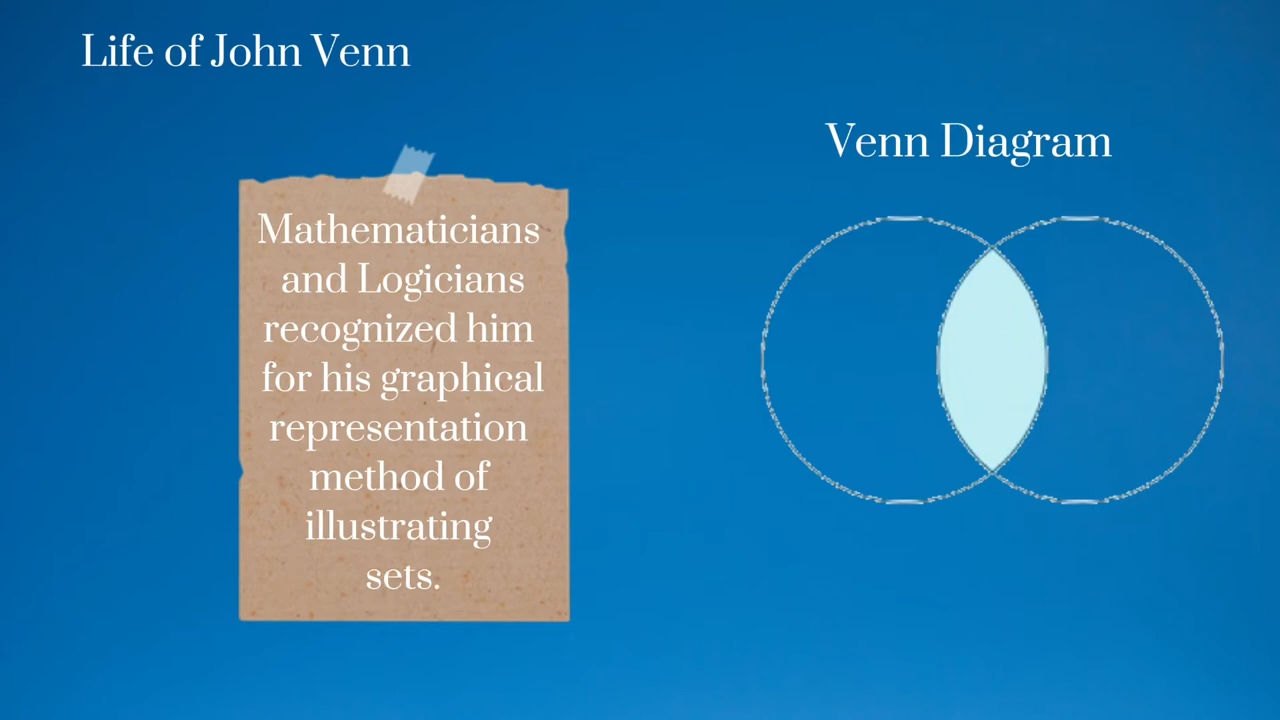 Life of John Venn
Venn Diagram
Mathematicians
and Logicians
recognized him
for his graphical
representation
method of
illustrating
sets.